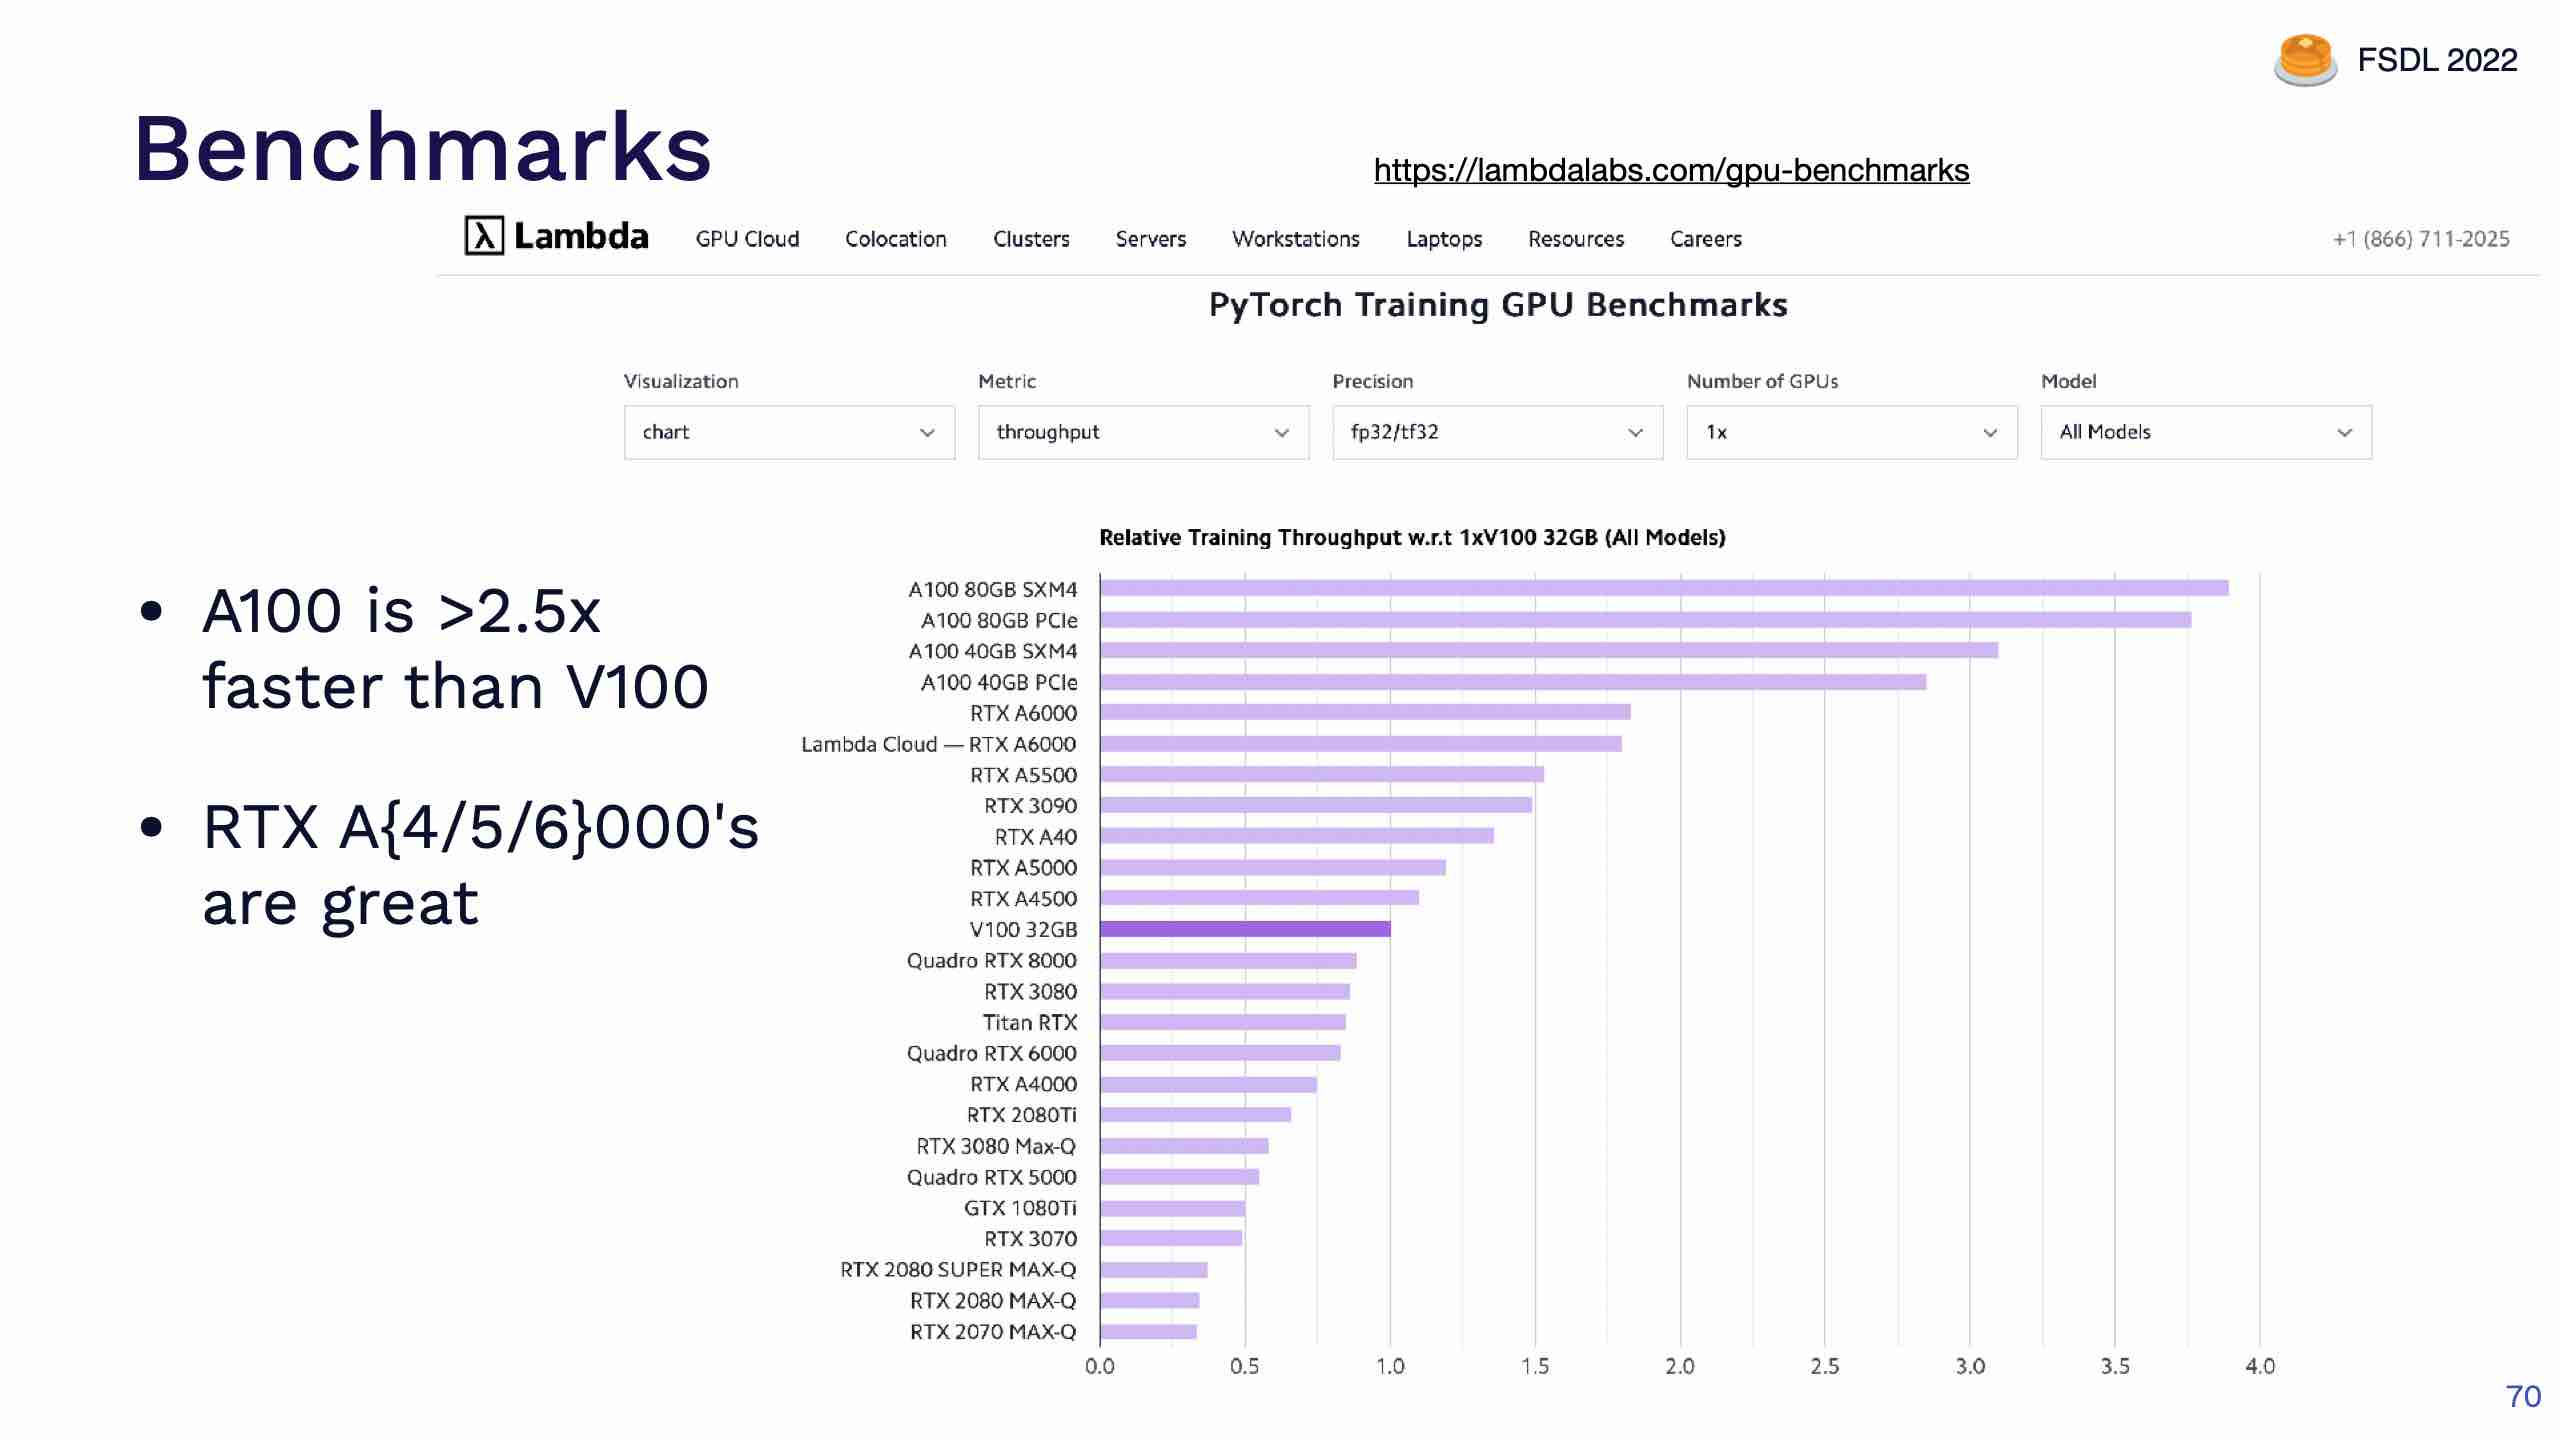 FSDL 2022
Benchmarks
https://lambdalabs.com/gpu-benchmarks
λ Lambda GPU Cloud Colocation Clusters Servers Workstations Laptops Resources Careers +1 (866) 711-2025
PyTorch Training GPU Benchmarks
Visualization Metric Precision Number of GPUs Model
chart throughput fp32/tf32 1x All Models
• A100 is >2.5x
faster than V100
• RTX A{4/5/6}000's
are great
Relative Training Throughput w.r.t 1xV100 32GB (All Models)
A100 80GB SXM4
A100 80GB PCIe
A100 40GB SXM4
A100 40GB PCIe
RTX A6000
Lambda Cloud — RTX A6000
RTX A5500
RTX 3090
RTX A40
RTX A5000
RTX A4500
V100 32GB
Quadro RTX 8000
RTX 3080
Titan RTX
Quadro RTX 6000
RTX A4000
RTX 2080Ti
RTX 3080 Max-Q
Quadro RTX 5000
GTX 1080Ti
RTX 3070
RTX 2080 SUPER MAX-Q
RTX 2080 MAX-Q
RTX 2070 MAX-Q
0.0 0.5 1.0 1.5 2.0 2.5 3.0 3.5 4.0
70